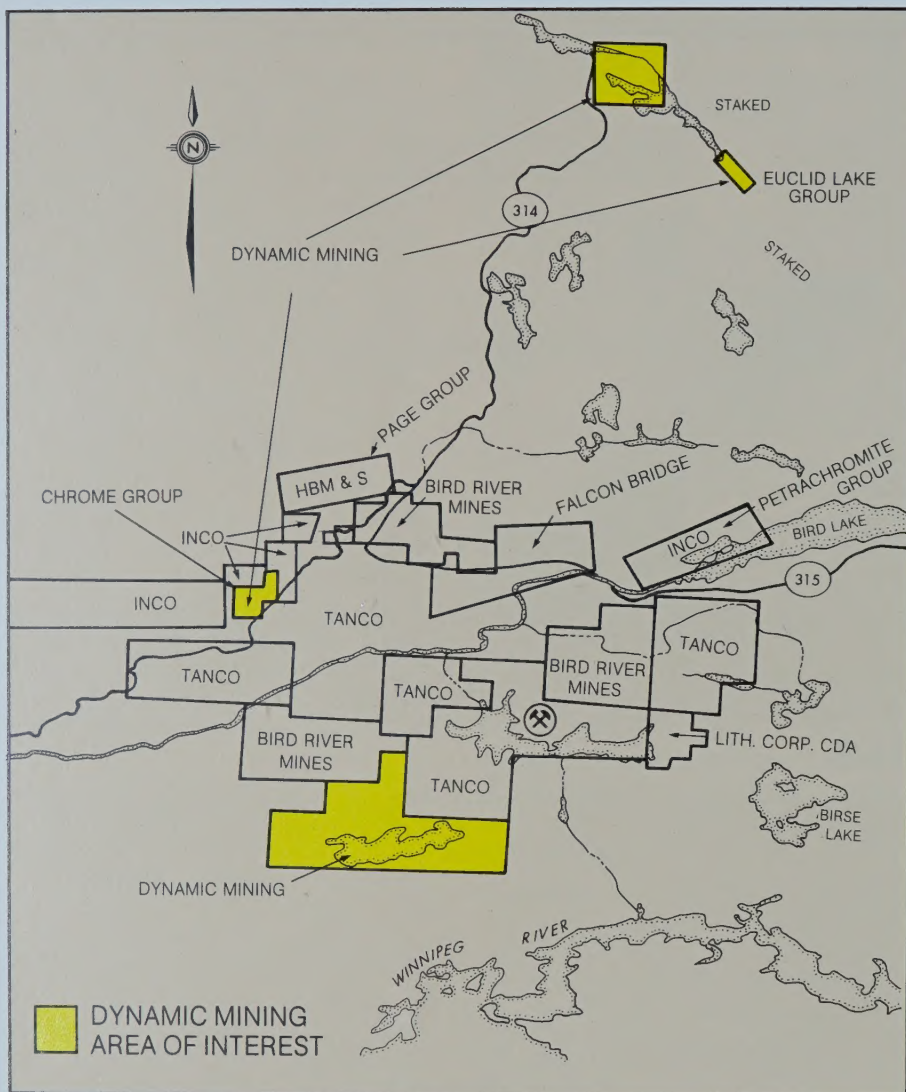 N
STAKED
EUCLID LAKE
GROUP
314
DYNAMIC MINING
STAKED
PAGE GROUP
HBM & S
CHROME GROUP
BIRD RIVER
MINES
FALCON BRIDGE
PETRACHROMITE
GROUP
INCO
INCO
BIRD LAKE
INCO
315
TANCO
TANCO
TANCO
TANCO
BIRD RIVER
MINES
BIRD RIVER
MINES
LITH. CORP. CDA
TANCO
BIRSE
LAKE
DYNAMIC MINING
WINNIPEG RIVER
DYNAMIC MINING
AREA OF INTEREST